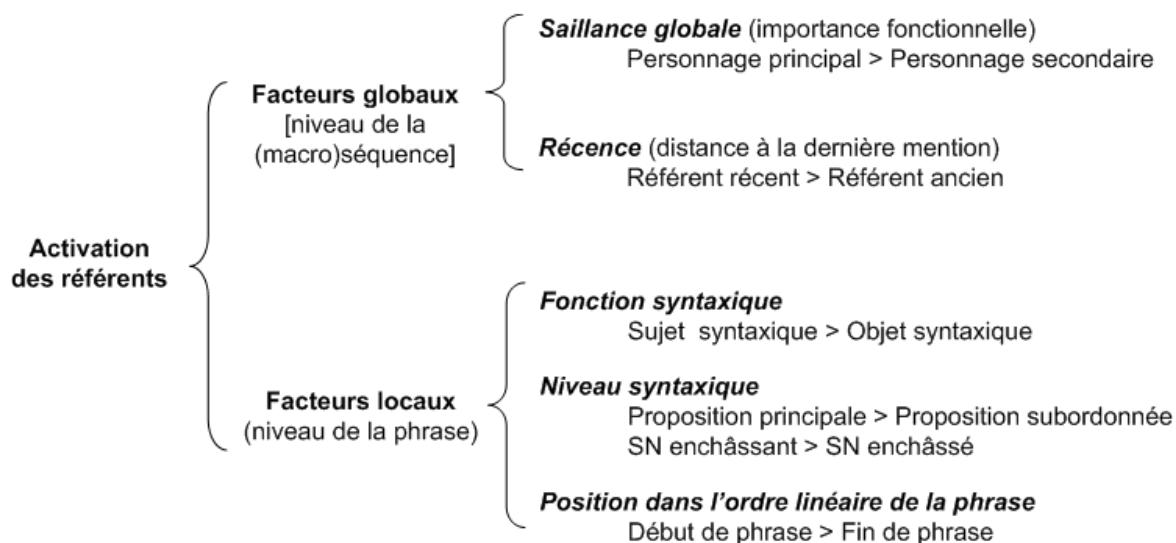 Activation
des référents
Facteurs globaux
[niveau de la
(macro)séquence]
Saillance globale (importance fonctionnelle)
Personnage principal > Personnage secondaire
Récence (distance à la dernière mention)
Référent récent > Référent ancien
Facteurs locaux
(niveau de la phrase)
Fonction syntaxique
Sujet syntaxique > Objet syntaxique
Niveau syntaxique
Proposition principale > Proposition subordonnée
SN enchâssant > SN enchâssé
Position dans l'ordre linéaire de la phrase
Début de phrase > Fin de phrase